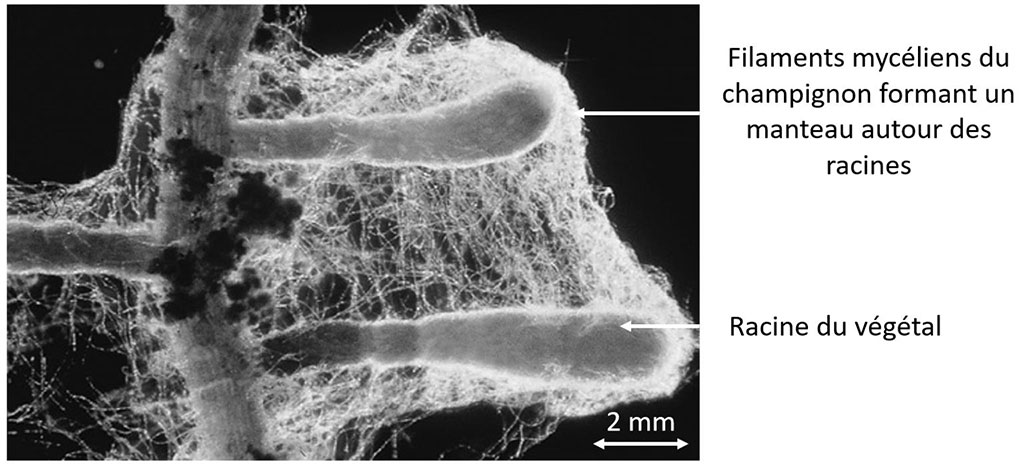 Filaments mycéliens du
champignon formant un
manteau autour des
racines
Racine du végétal
2 mm